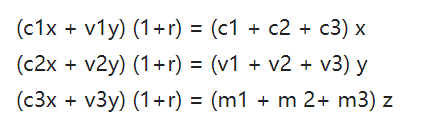 (c1x + v1y) (1+r) = (c1 + c2 + c3) x
(c2x + v2y) (1+r) = (v1 + v2 + v3) y
(c3x + v3y) (1+r) = (m1 + m 2+ m3) z